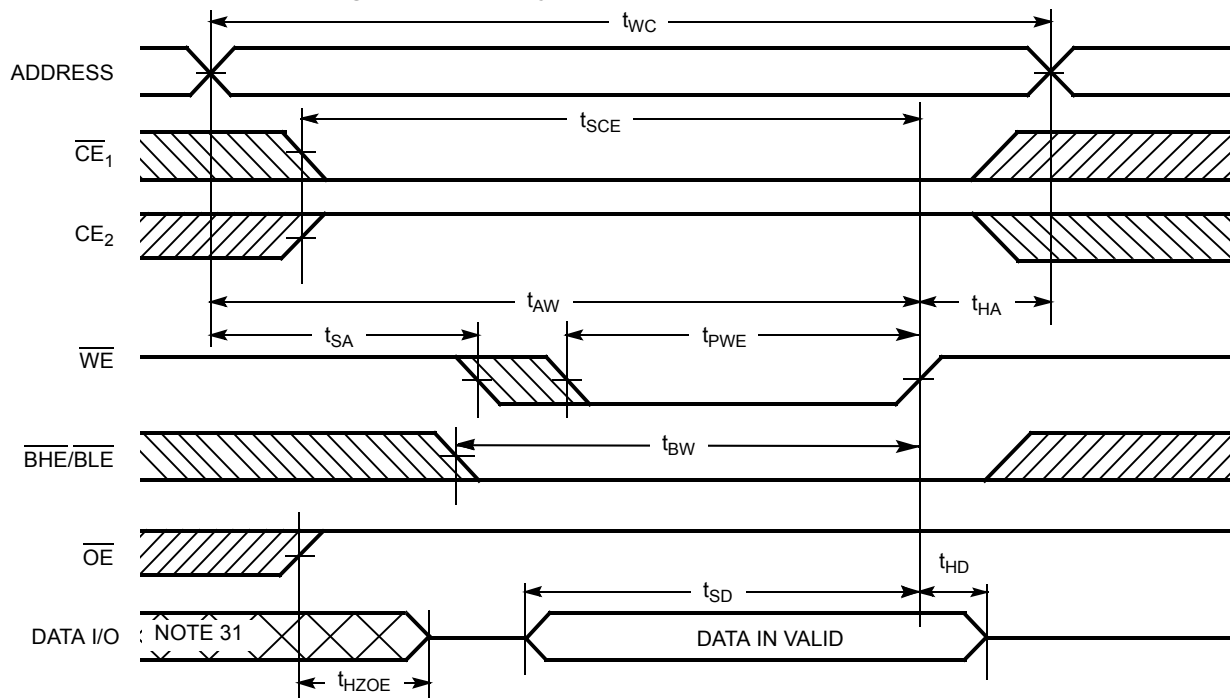 tWC
ADDRESS
tSCE
CE1
CE2
tAW
tHA
tSA
tPWE
WE
tBW
BHE/BLE
OE
tHD
tSD
DATA I/O
NOTE 31
DATA IN VALID
tHZOE